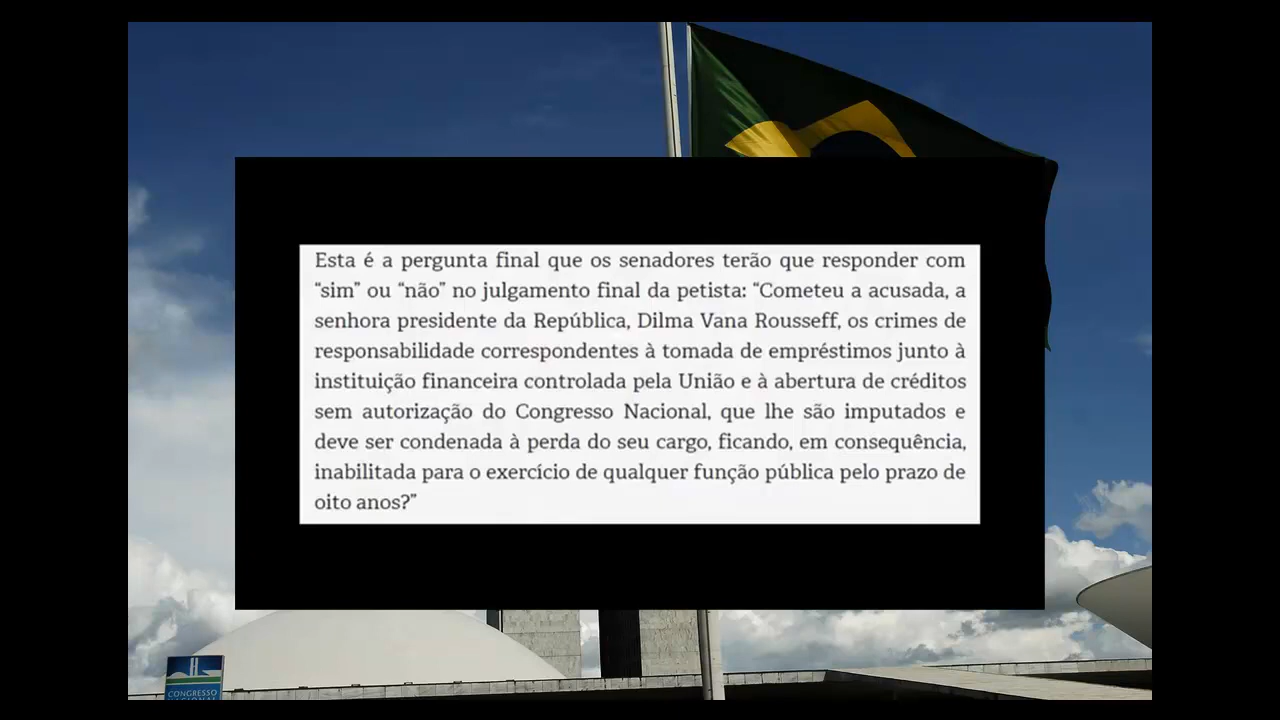 Esta é a pergunta final que os senadores terão que responder com
“sim” ou “não” no julgamento final da petista: “Cometeu a acusada, a
senhora presidente da República, Dilma Vana Rousseff, os crimes de
responsabilidade correspondentes à tomada de empréstimos junto à
instituição financeira controlada pela União e à abertura de créditos
sem autorização do Congresso Nacional, que lhe são imputados e
deve ser condenada à perda do seu cargo, ficando, em consequência,
inabilitada para o exercício de qualquer função pública pelo prazo de
oito anos?”
CONGRESSO
NACIONAL